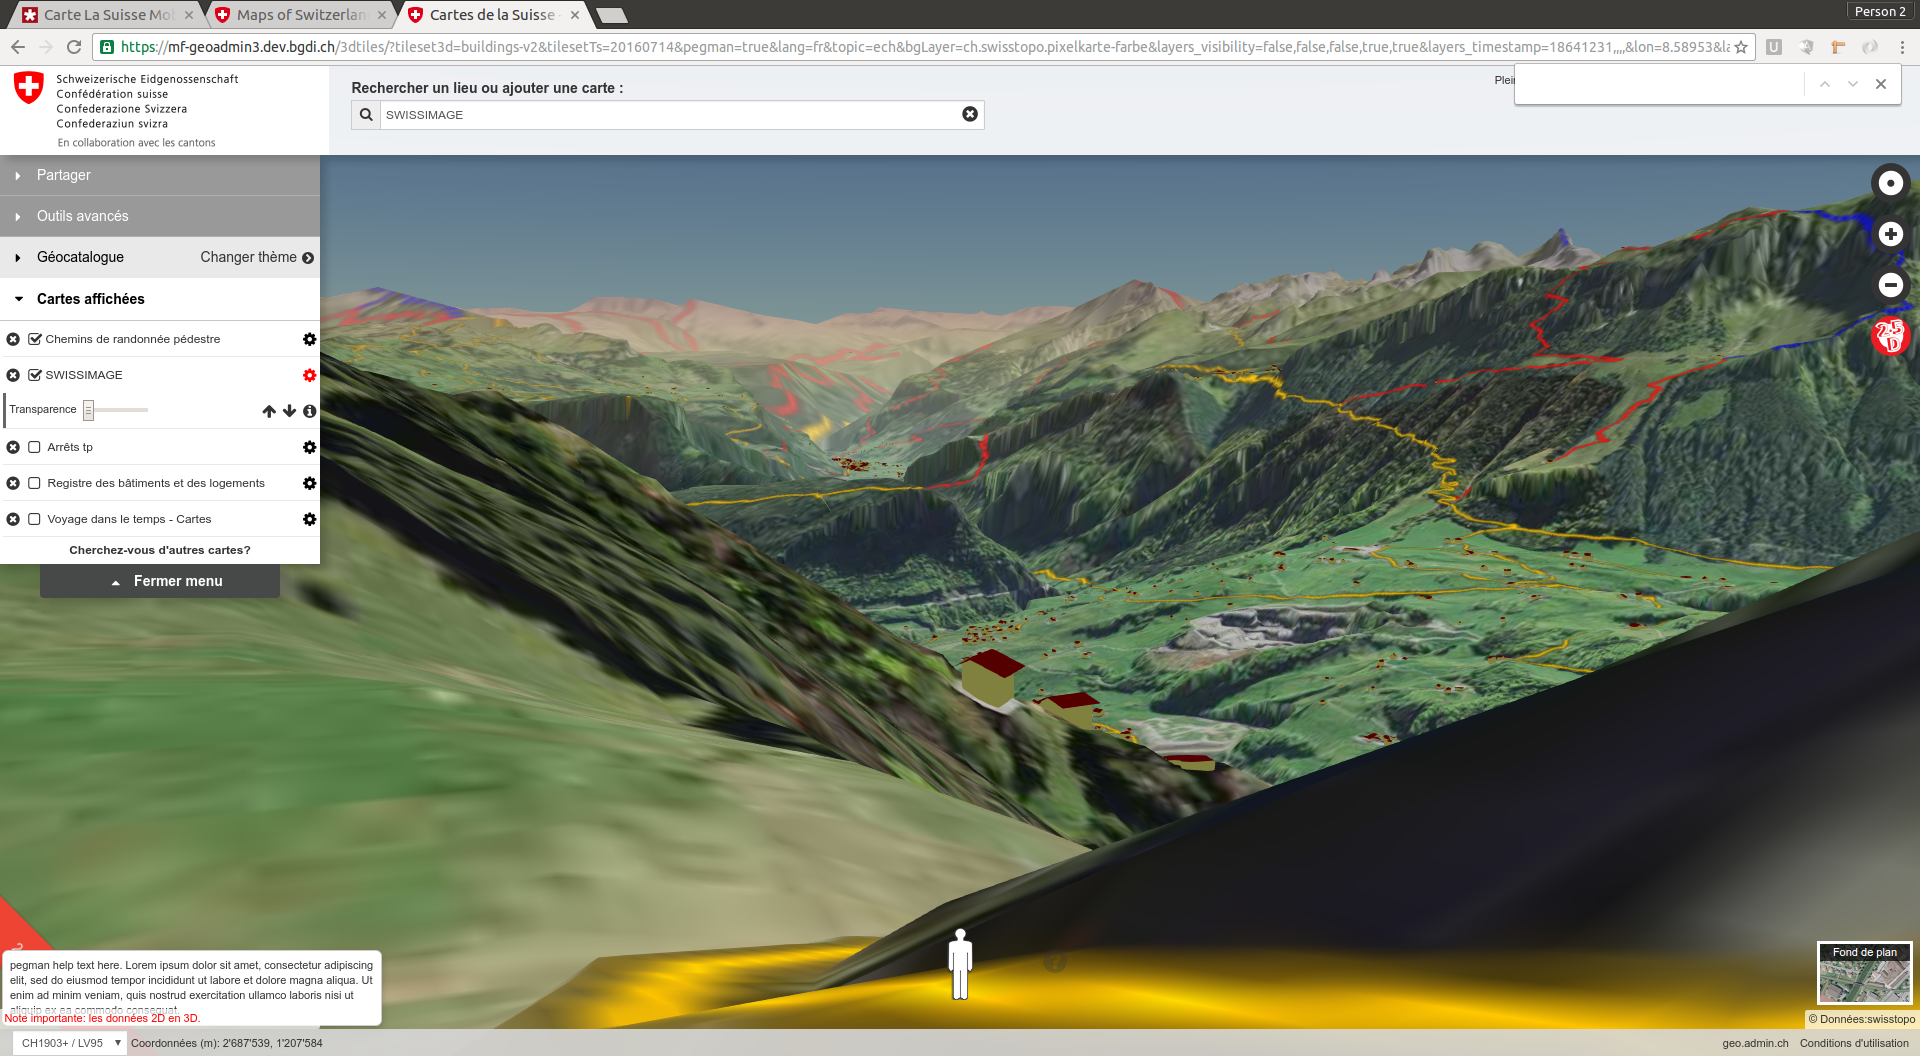 Person 2
Carte La Suisse Mo
Maps of Switzerlan
Cartes de la Suisse -
https://mf-geoadmin3.dev.bgdi.ch/3dtiles/?tileset3d=buildings-v2&tilesetTs=20160714&pegman=true&lang=fr&topic=ech&bgLayer=ch.swisstopo.pixelkarte-farbe&layers_visibility=false,false,false,true,true&layers_timestamp=18641231,,,,&lon=8.58953&la
Schweizerische Eidgenossenschaft
Confédération suisse
Confederazione Svizzera
Confederaziun svizra
En collaboration avec les cantons
Rechercher un lieu ou ajouter une carte :
Plei
SWISSIMAGE
Partager
Outils avancés
Géocatalogue
Changer thème
Cartes affichées
Chemins de randonnée pédestre
SWISSIMAGE
Transparence
Arrêts tp
Registre des bâtiments et des logements
Voyage dans le temps - Cartes
Cherchez-vous d'autres cartes?
Fermer menu
25D
pegman help text here. Lorem ipsum dolor sit amet, consectetur adipiscing
elit, sed do eiusmod tempor incididunt ut labore et dolore magna aliqua. Ut
enim ad minim veniam, quis nostrud exercitation ullamco laboris nisi ut
aliquip ex ea commodo consequat.
Note importante: les données 2D en 3D.
Fond de plan
© Données:swisstopo
CH1903+ / LV95
Coordonnées (m): 2'687'539, 1'207'584
geo.admin.ch
Conditions d'utilisation